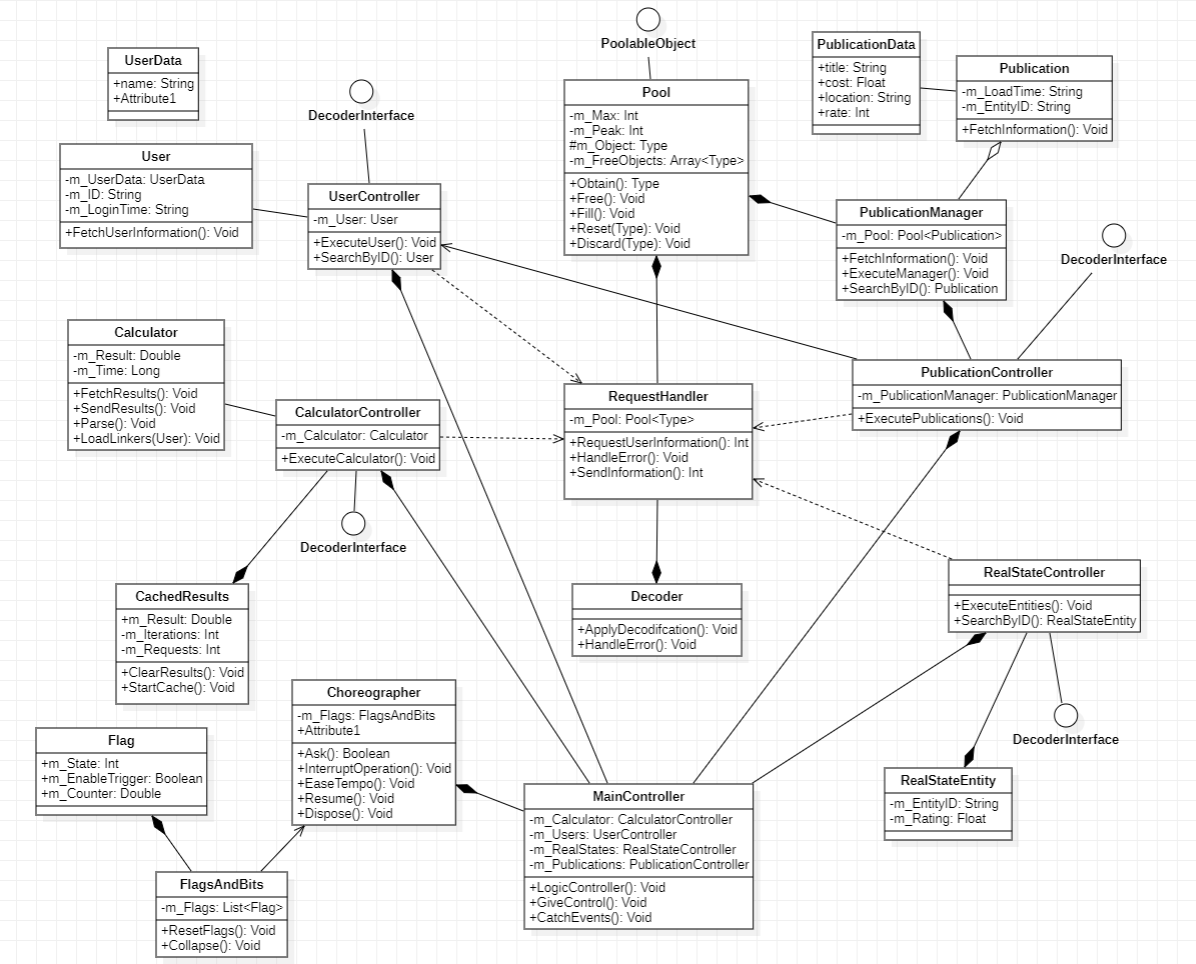 PoolableObject
UserData
+name: String
+Attribute1
DecoderInterface
Pool
-m_Max: Int
-m_Peak: Int
#m_Object: Type
-m_FreeObjects: Array<Type>
+Obtain(): Type
+Free(): Void
+Fill(): Void
+Reset(Type): Void
+Discard(Type): Void
PublicationData
+title: String
+cost: Float
+location: String
+rate: Int
Publication
-m_LoadTime: String
-m_EntityID: String
+FetchInformation(): Void
User
-m_UserData: UserData
-m_ID: String
-m_LoginTime: String
+FetchUserInformation(): Void
UserController
-m_User: User
+ExecuteUser(): Void
+SearchByID(): User
PublicationManager
-m_Pool: Pool<Publication>
+FetchInformation(): Void
+ExecuteManager(): Void
+SearchByID(): Publication
DecoderInterface
Calculator
-m_Result: Double
-m_Time: Long
+FetchResults(): Void
+SendResults(): Void
+Parse(): Void
+LoadLinkers(User): Void
CalculatorController
-m_Calculator: Calculator
+ExecuteCalculator(): Void
DecoderInterface
RequestHandler
-m_Pool: Pool<Type>
+RequestUserInformation(): Int
+HandleError(): Void
+SendInformation(): Int
PublicationController
-m_PublicationManager: PublicationManager
+ExecutePublications(): Void
CachedResults
+m_Result: Double
-m_Iterations: Int
-m_Requests: Int
+ClearResults(): Void
+StartCache(): Void
Decoder
+ApplyDecodifcation(): Void
+HandleError(): Void
RealStateController
+ExecuteEntities(): Void
+SearchByID(): RealStateEntity
DecoderInterface
Choreographer
-m_Flags: FlagsAndBits
+Attribute1
+Ask(): Boolean
+InterruptOperation(): Void
+EaseTempo(): Void
+Resume(): Void
+Dispose(): Void
Flag
+m_State: Int
+m_EnableTrigger: Boolean
+m_Counter: Double
MainController
-m_Calculator: CalculatorController
-m_Users: UserController
-m_RealStates: RealStateController
-m_Publications: PublicationController
+LogicController(): Void
+GiveControl(): Void
+CatchEvents(): Void
RealStateEntity
-m_EntityID: String
-m_Rating: Float
FlagsAndBits
-m_Flags: List<Flag>
+ResetFlags(): Void
+Collapse(): Void